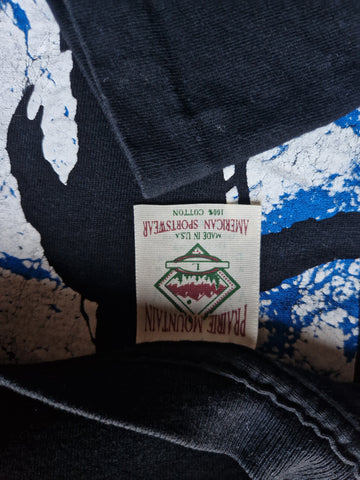 PRAIRIE MOUNTAIN
L
AMERICAN SPORTSWEAR
MADE IN U.S.A
100% COTTON